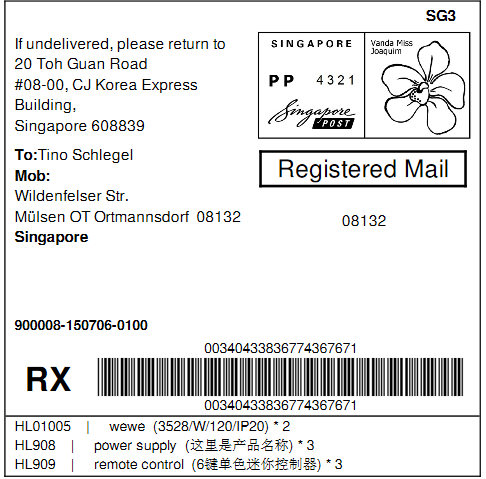 SG3
If undelivered, please return to
20 Toh Guan Road
#08-00, CJ Korea Express
Building,
Singapore 608839
SINGAPORE
PP 4321
Singapore
POST
Vanda Miss
Joaquim
To:Tino Schlegel
Mob:
Wildenfelser Str.
Mülsen OT Ortmannsdorf 08132
Singapore
Registered Mail
08132
900008-150706-0100
00340433836774367671
RX
00340433836774367671
HL01005 | wewe (3528/W/120/IP20) * 2
HL908 | power supply (这里是产品名称) * 3
HL909 | remote control (6键单色迷你控制器) * 3